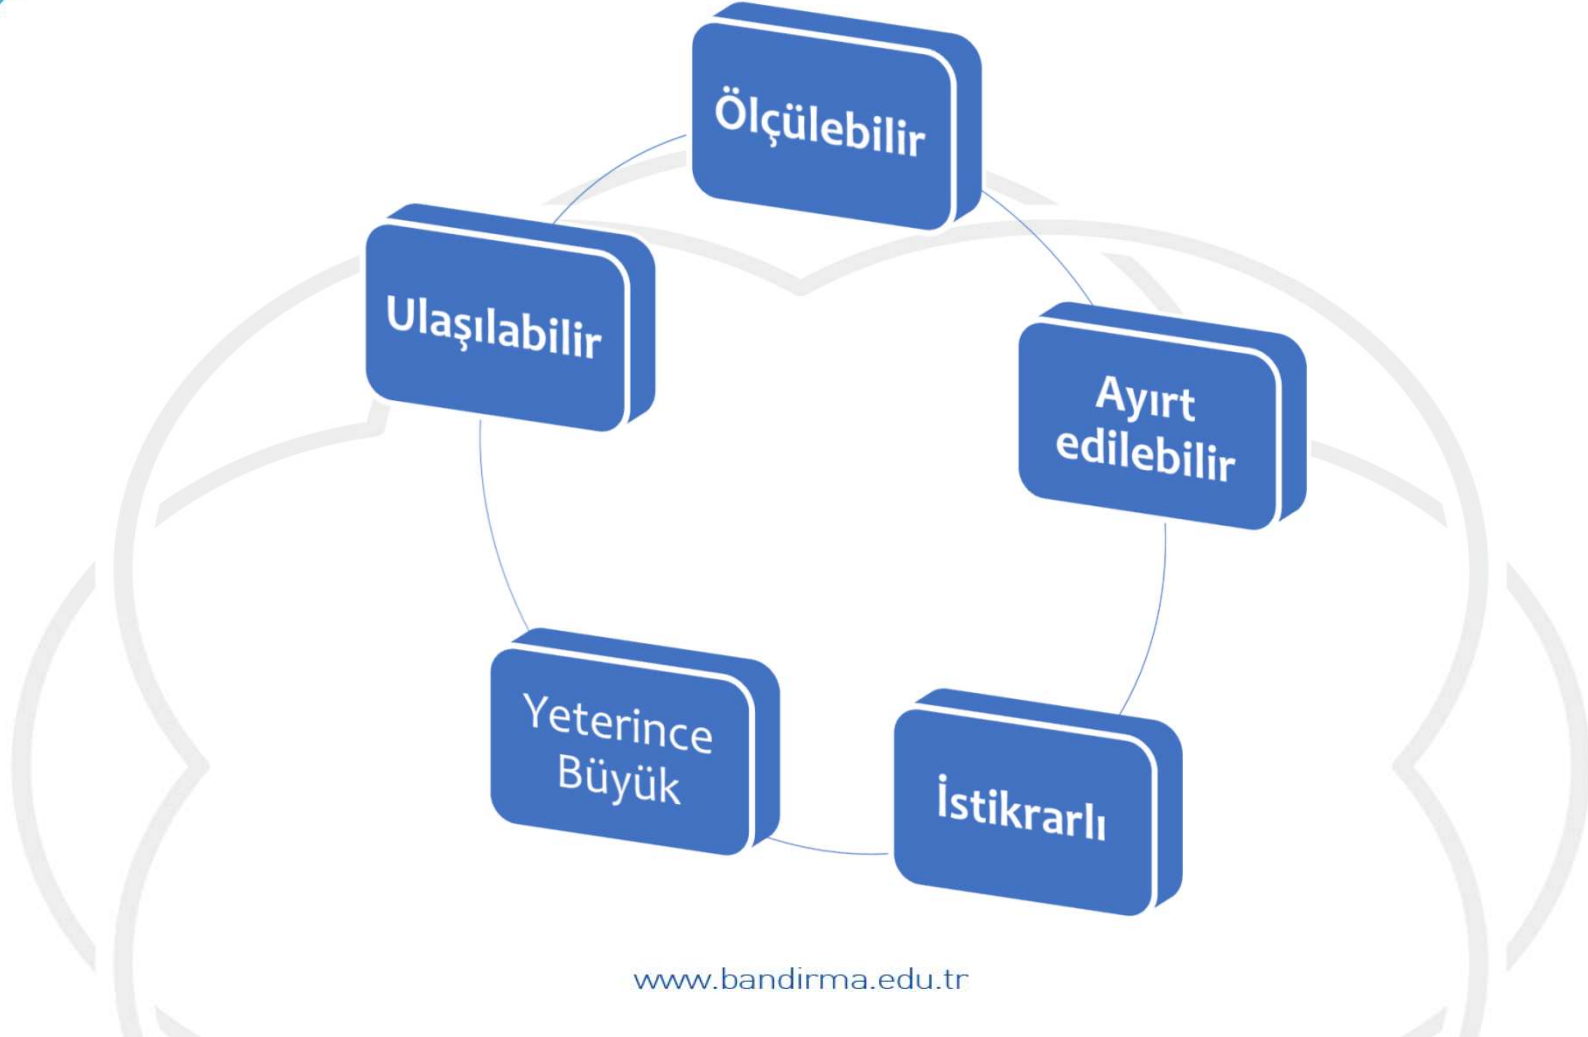 Ölçülebilir
Ulaşılabilir
Ayırt
edilebilir
Yeterince
Büyük
İstikrarlı
www.bandirma.edu.tr